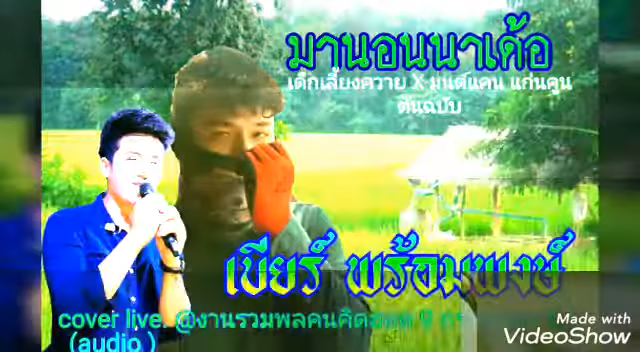 มานอนนาเด้อ
เด็กเลี้ยงควาย X มนต์แคน แก่นคูน
ต้นฉบับ
เบียร์ พร้อมพงษ์
cover live. @งานรวมพลคนคิดฮอด
(audio )
Made with
VideoShow